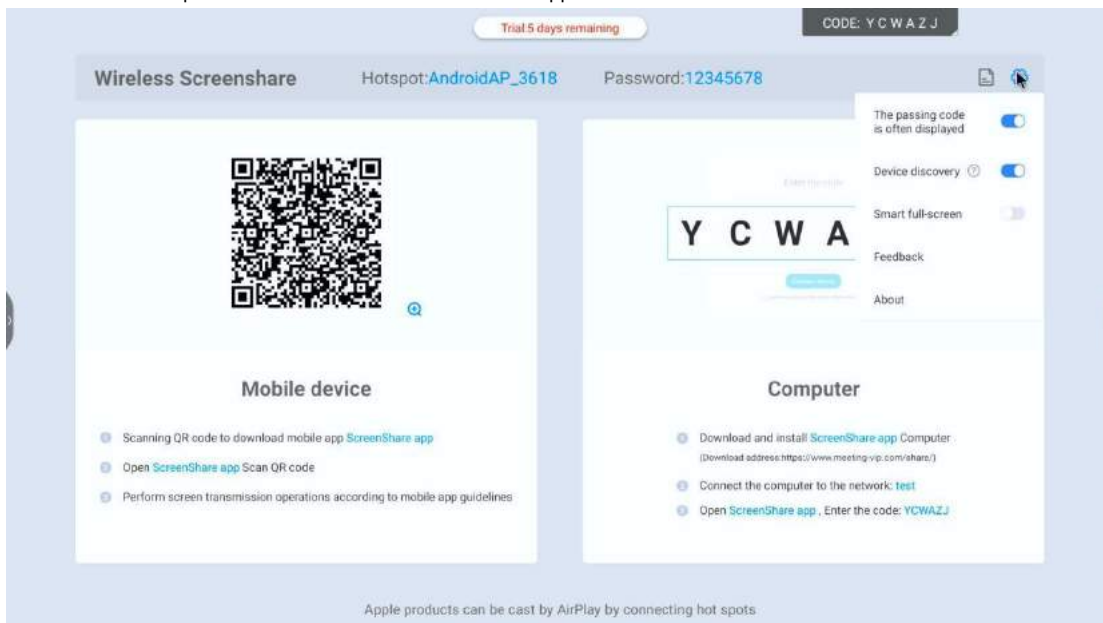 Trial:5 days remaining
CODE: Y C W A Z J
Wireless Screenshare
Hotspot:AndroidAP_3618
Password:12345678
The passing code
is often displayed
Device discovery
Smart full-screen
Feedback
About
Y C W A
Mobile device
Scanning QR code to download mobile app ScreenShare app
Open ScreenShare app Scan QR code
Perform screen transmission operations according to mobile app guidelines
Computer
Download and install ScreenShare app Computer
(Download address:https://www.meeting-vip.com/share/)
Connect the computer to the network: test
Open ScreenShare app , Enter the code: YCWAZJ
Apple products can be cast by AirPlay by connecting hot spots